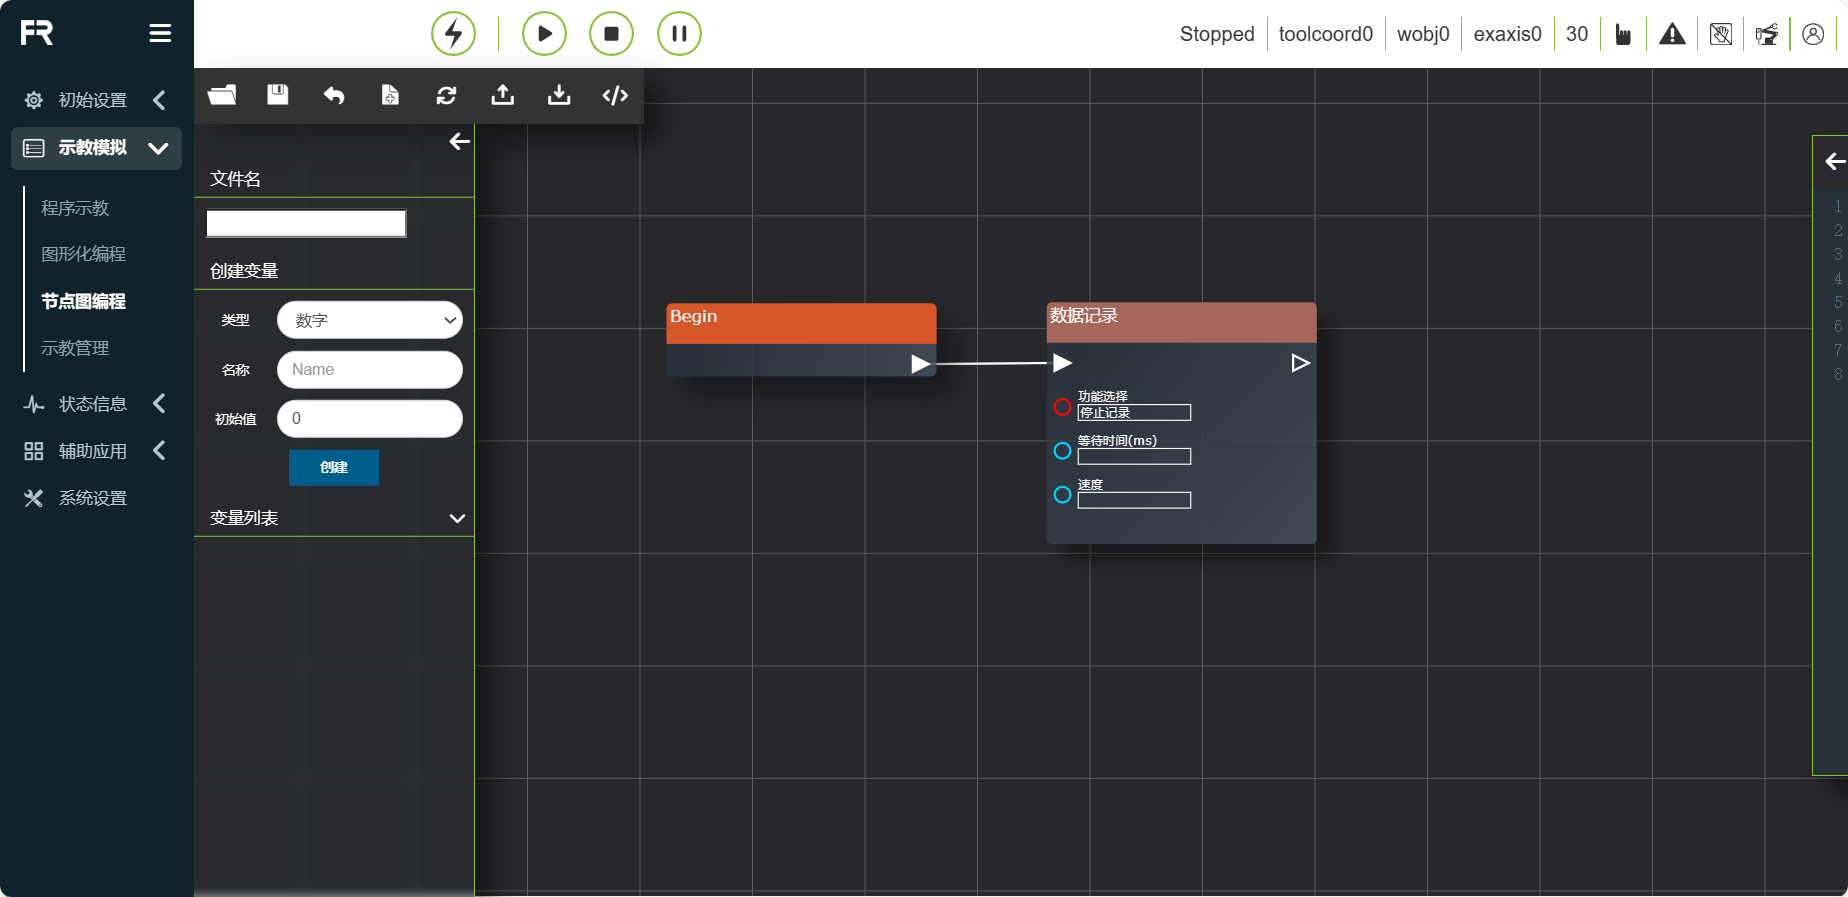 FR
Stopped
toolcoord0
wobj0
exaxis0
30
初始设置
示教模拟
程序示教
图形化编程
节点图编程
示教管理
状态信息
辅助应用
系统设置
文件名
创建变量
类型
数字
名称
Name
初始值
0
创建
变量列表
Begin
数据记录
功能选择
停止记录
等待时间(ms)
速度
1
2
3
4
5
6
7
8